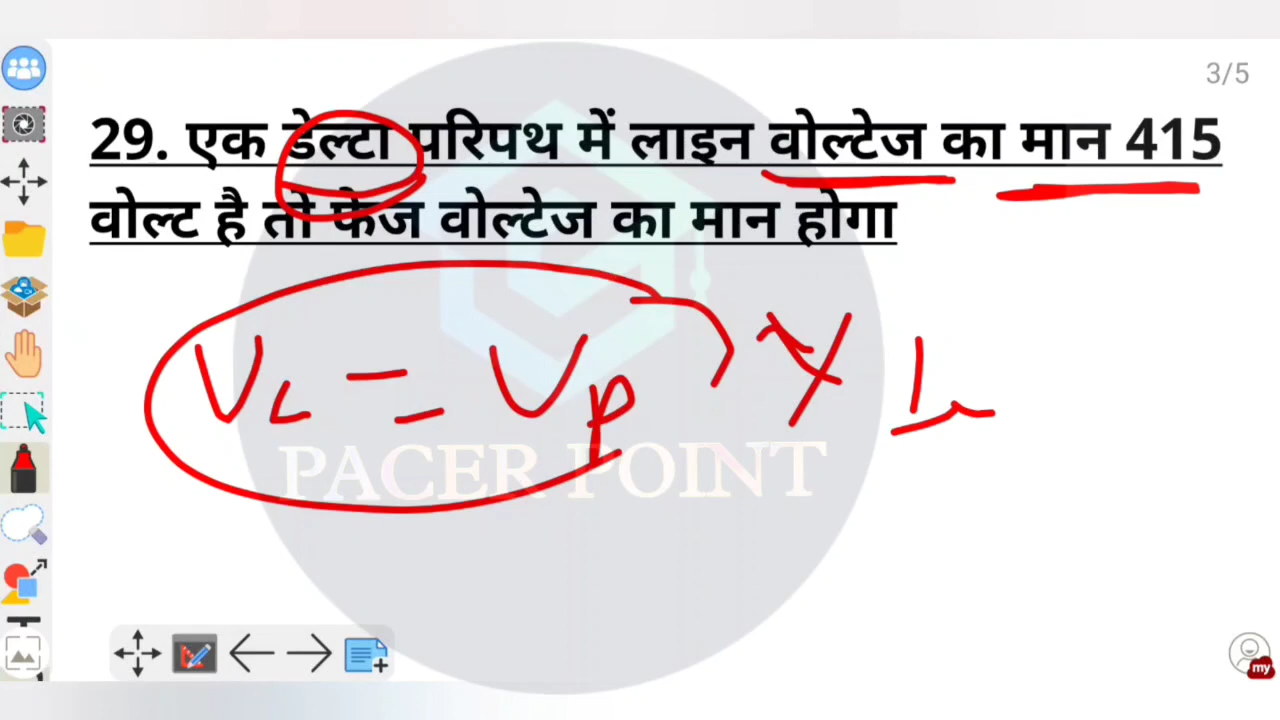 3/5
29. एक डेल्टा परिपथ में लाइन वोल्टेज का मान 415
वोल्ट है तो फेज वोल्टेज का मान होगा
VL = Vp
PACER POINT
my